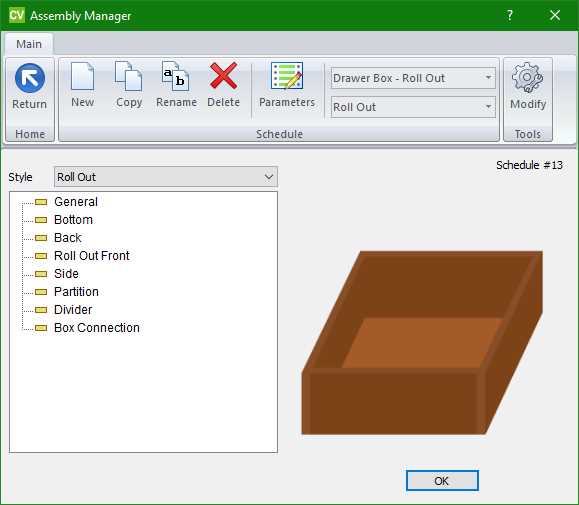 CV Assembly Manager ?
Main
Return
New
Copy
a
b
Rename
Delete
Parameters
Drawer Box - Roll Out
Roll Out
Modify
Home
Schedule
Tools
Schedule #13
Style Roll Out
General
Bottom
Back
Roll Out Front
Side
Partition
Divider
Box Connection
OK